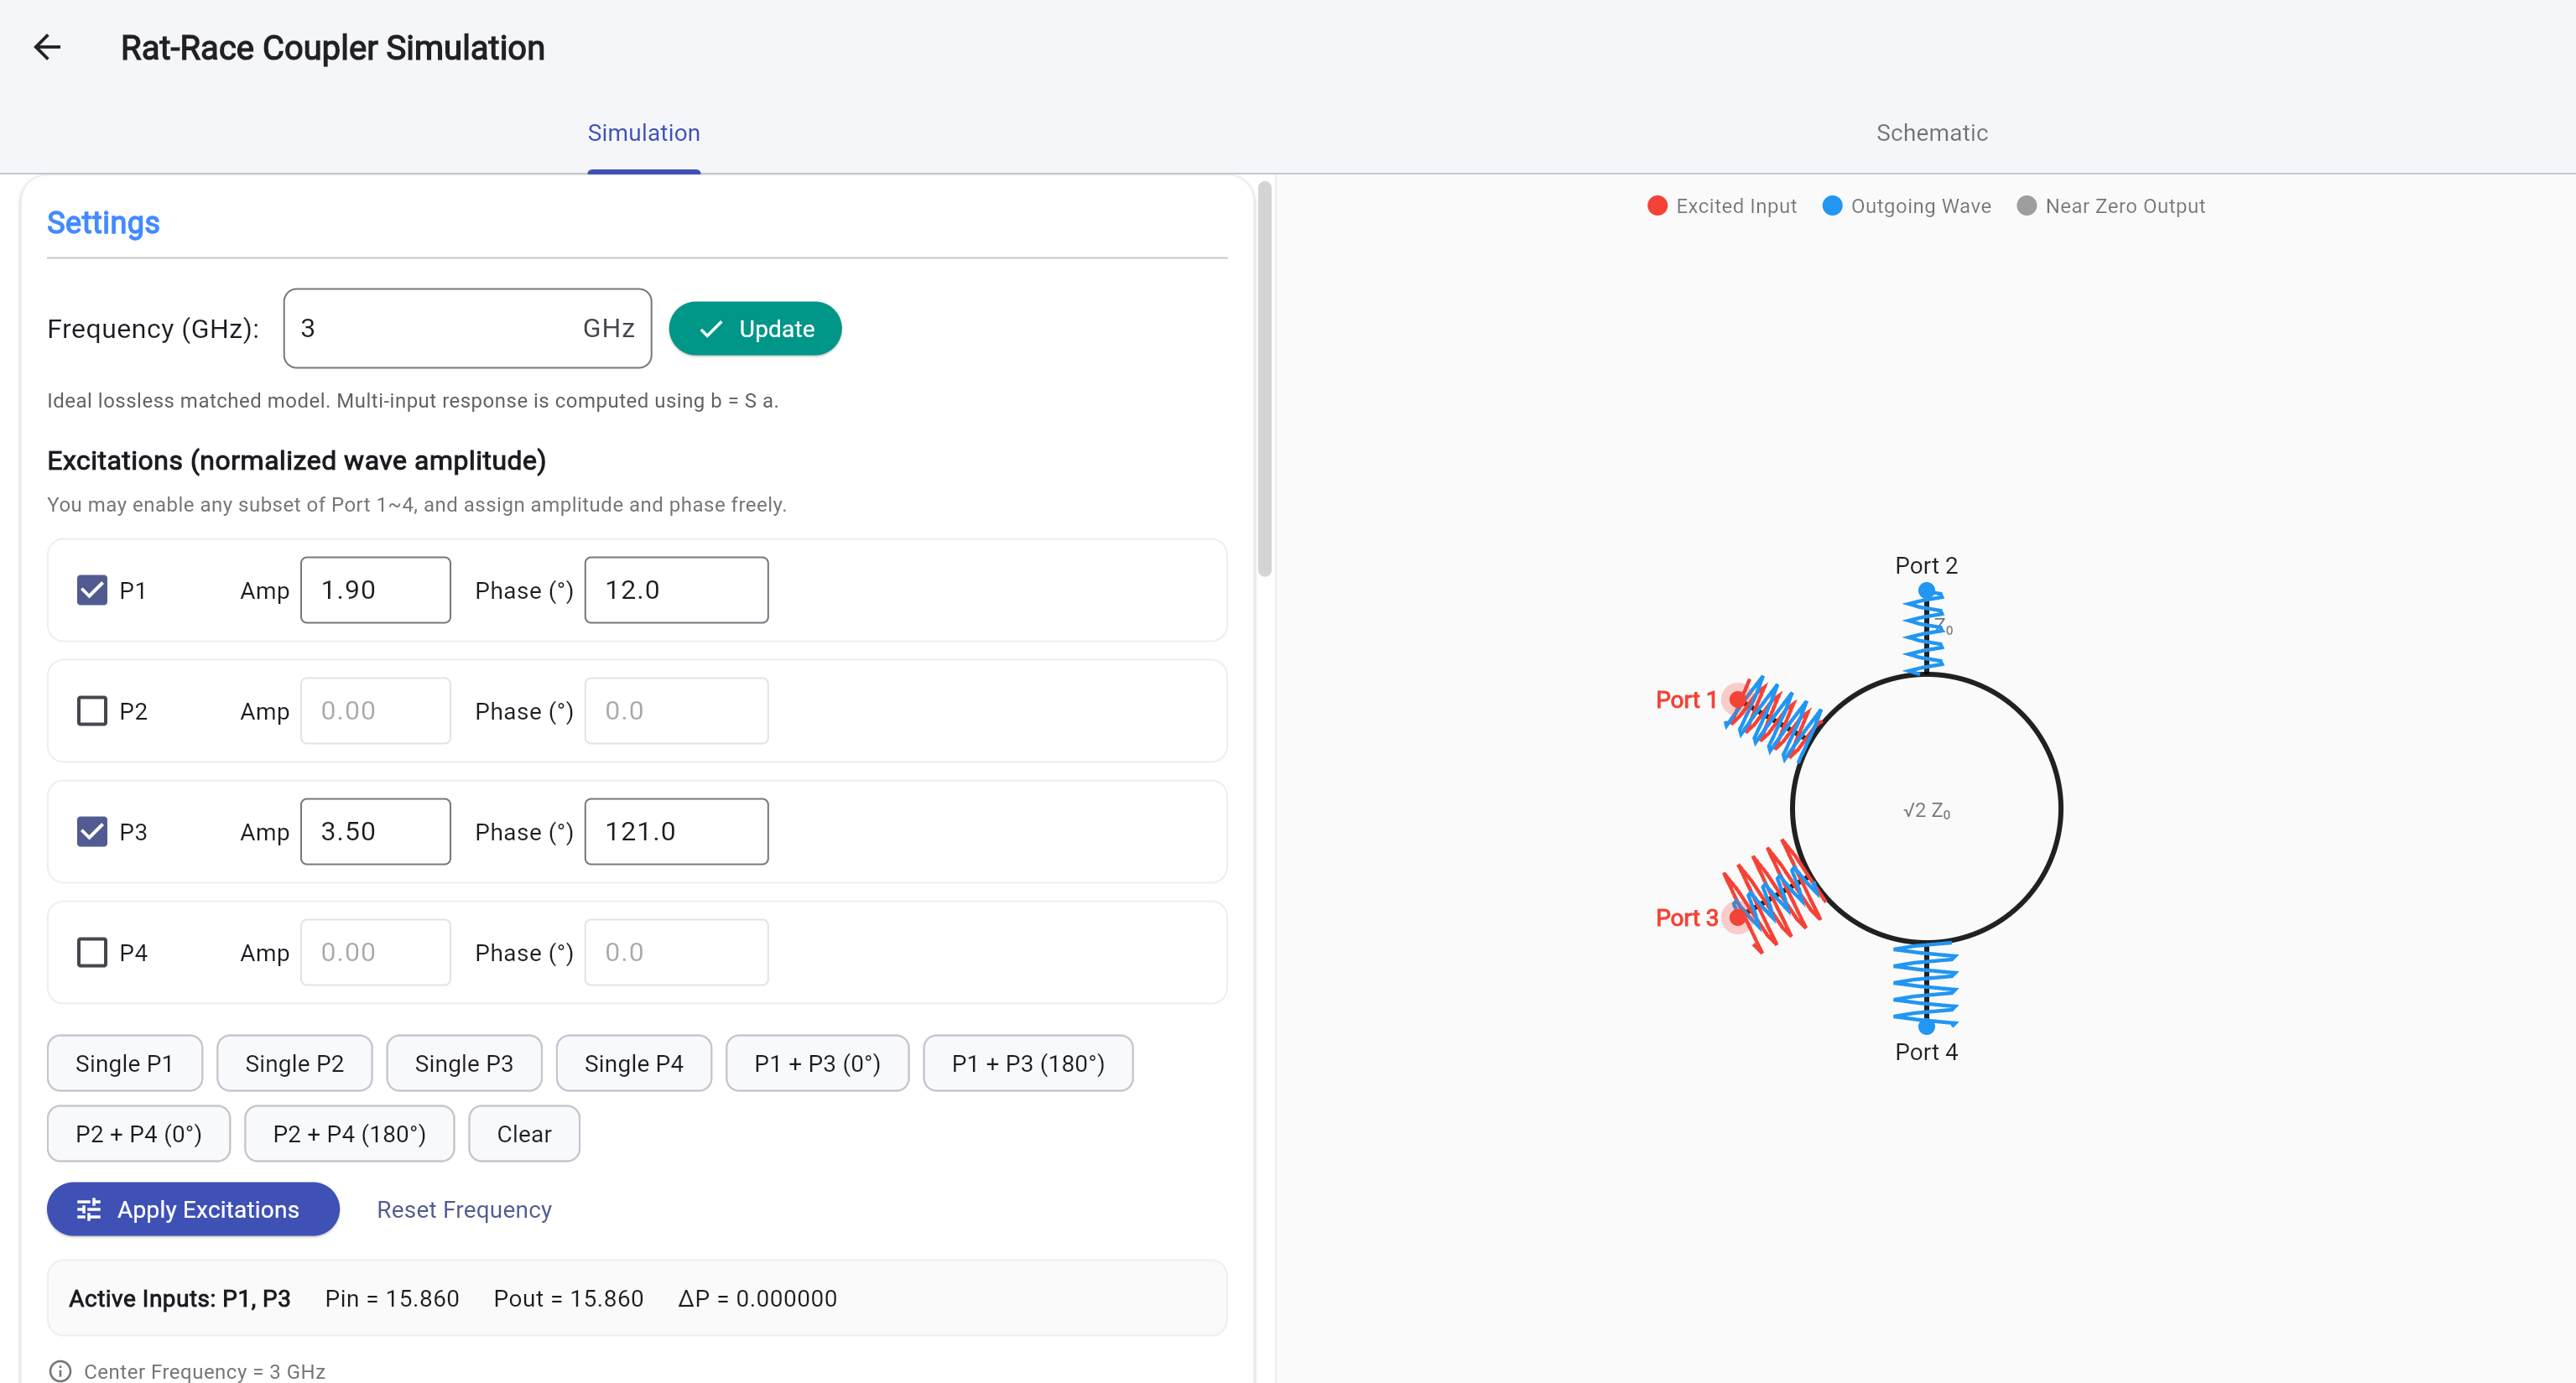 Rat-Race Coupler Simulation
Simulation
Schematic
Settings
Frequency (GHz): 3 GHz Update
Ideal lossless matched model. Multi-input response is computed using b = S a.
Excitations (normalized wave amplitude)
You may enable any subset of Port 1~4, and assign amplitude and phase freely.
P1 Amp 1.90 Phase (°) 12.0
P2 Amp 0.00 Phase (°) 0.0
P3 Amp 3.50 Phase (°) 121.0
P4 Amp 0.00 Phase (°) 0.0
Single P1 Single P2 Single P3 Single P4 P1 + P3 (0°) P1 + P3 (180°)
P2 + P4 (0°) P2 + P4 (180°) Clear
Apply Excitations Reset Frequency
Active Inputs: P1, P3 Pin = 15.860 Pout = 15.860 ΔP = 0.000000
Center Frequency = 3 GHz
Excited Input Outgoing Wave Near Zero Output
Port 2
Z₀
Port 1
√2 Z₀
Port 3
Port 4